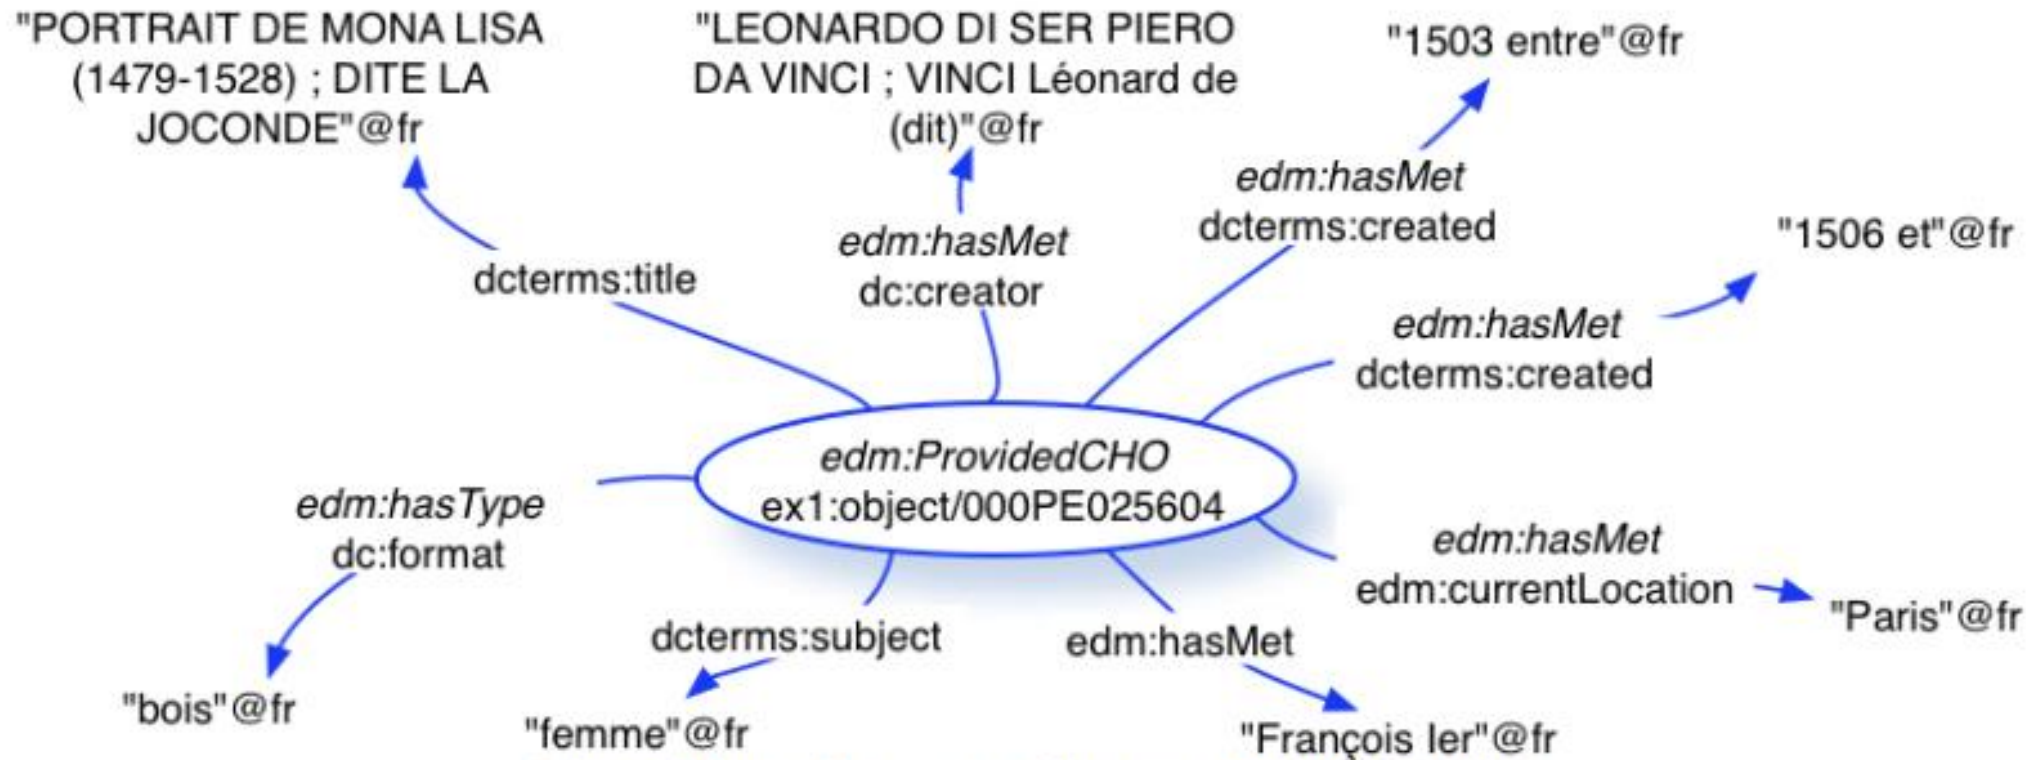 "PORTRAIT DE MONA LISA
(1479-1528) ; DITE LA
JOCONDE"@fr
"LEONARDO DI SER PIERO
DA VINCI ; VINCI Léonard de
(dit)"@fr
"1503 entre"@fr
edm:hasMet
dcterms:created
"1506 et"@fr
edm:hasMet
dc:creator
dcterms:title
edm:hasMet
dcterms:created
edm:ProvidedCHO
ex1:object/000PE025604
edm:hasType
dc:format
edm:hasMet
edm:currentLocation
"Paris"@fr
dcterms:subject
edm:hasMet
"bois"@fr
"femme"@fr
"François Ier"@fr